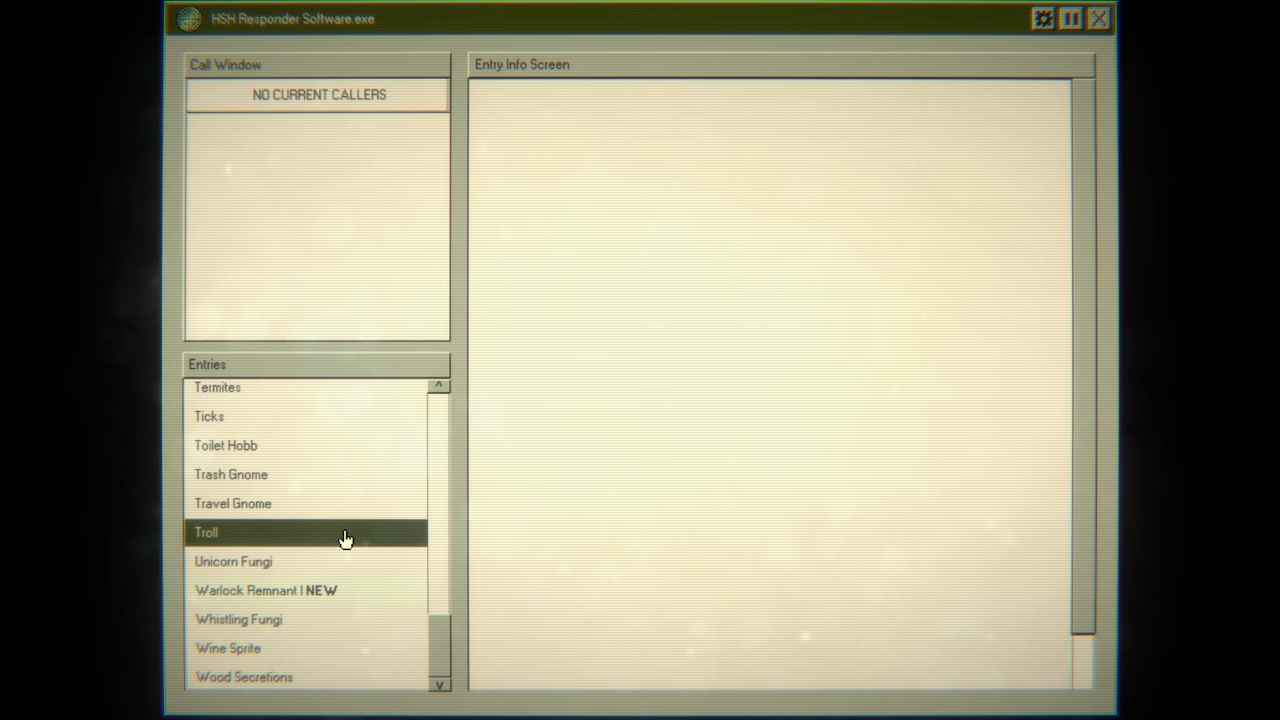 HSH Responder Software.exe
Call Window
NO CURRENT CALLERS
Entry Info Screen
Entries
Termites
Ticks
Toilet Hobb
Trash Gnome
Travel Gnome
Troll
Unicorn Fungi
Warlock Remnant | NEW
Whistling Fungi
Wine Sprite
Wood Secretions